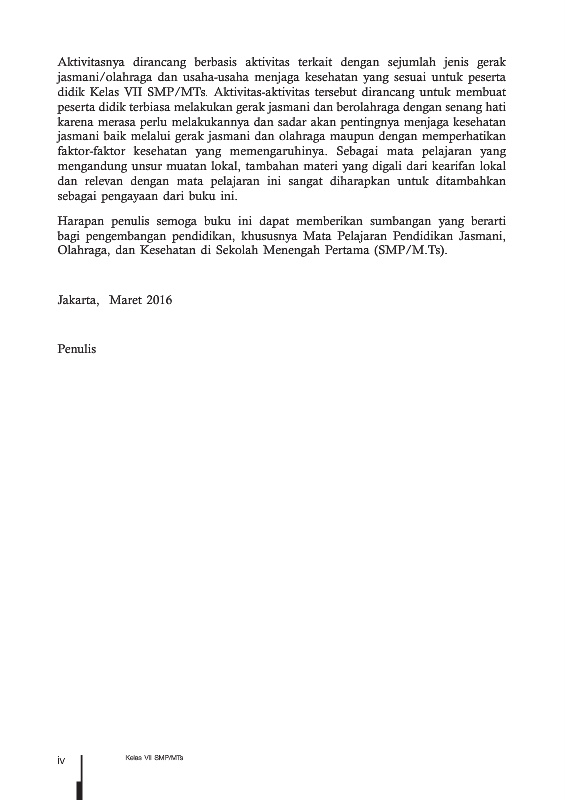 Aktivitasnya dirancang berbasis aktivitas terkait dengan sejumlah jenis gerak
jasmani/olahraga dan usaha-usaha menjaga kesehatan yang sesuai untuk peserta
didik Kelas VII SMP/MTs. Aktivitas-aktivitas tersebut dirancang untuk membuat
peserta didik terbiasa melakukan gerak jasmani dan berolahraga dengan senang hati
karena merasa perlu melakukannya dan sadar akan pentingnya menjaga kesehatan
jasmani baik melalui gerak jasmani dan olahraga maupun dengan memperhatikan
faktor-faktor kesehatan yang memengaruhinya. Sebagai mata pelajaran yang
mengandung unsur muatan lokal, tambahan materi yang digali dari kearifan lokal
dan relevan dengan mata pelajaran ini sangat diharapkan untuk ditambahkan
sebagai pengayaan dari buku ini.
Harapan penulis semoga buku ini dapat memberikan sumbangan yang berarti
bagi pengembangan pendidikan, khususnya Mata Pelajaran Pendidikan Jasmani,
Olahraga, dan Kesehatan di Sekolah Menengah Pertama (SMP/M.Ts).
Jakarta, Maret 2016
Penulis
iv
Kelas VII SMP/MTs